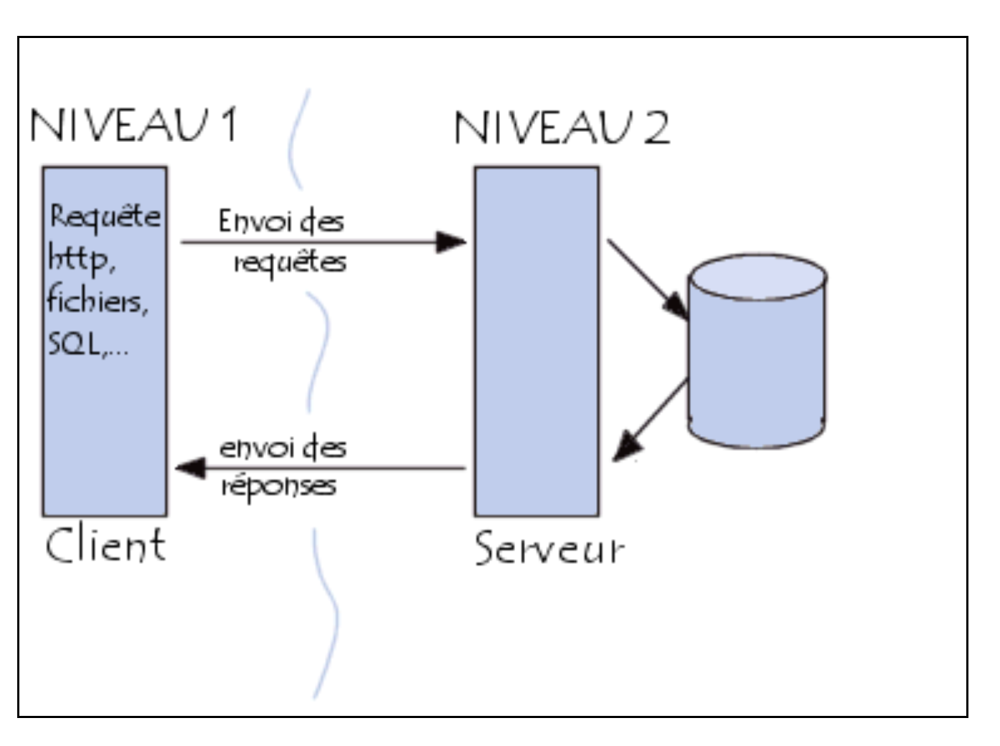 NIVEAU 1
NIVEAU 2
Requête
http,
fichiers,
SQL,...
Envoi des
requêtes
envoi des
réponses
Client
Serveur